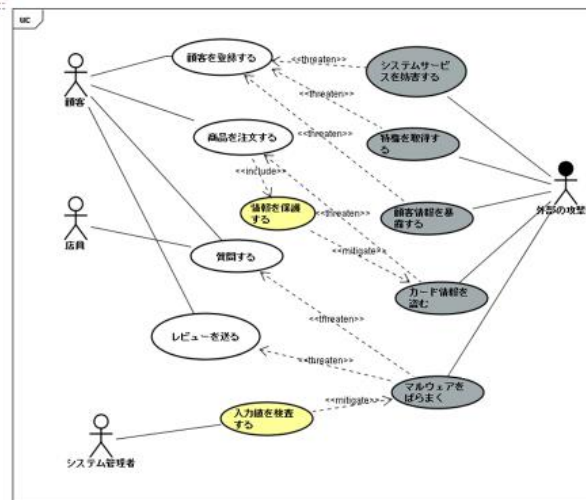 uc
顧客を登録する
<<threaten>>
システムサービ
スを妨害する
顧客
<<threaten>>
商品を注文する
<<threaten>>
特権を取得す
る
<<include>>
情報を保護
する
<<threaten>>
顧客情報を暴
露する
外部の攻撃
店員
質問する
<<mitigate>>
カード情報を
盗む
<<threaten>>
レビューを送る
<<threaten>>
マルウェアを
ばらまく
入力値を検査
する
<<mitigate>>
システム管理者